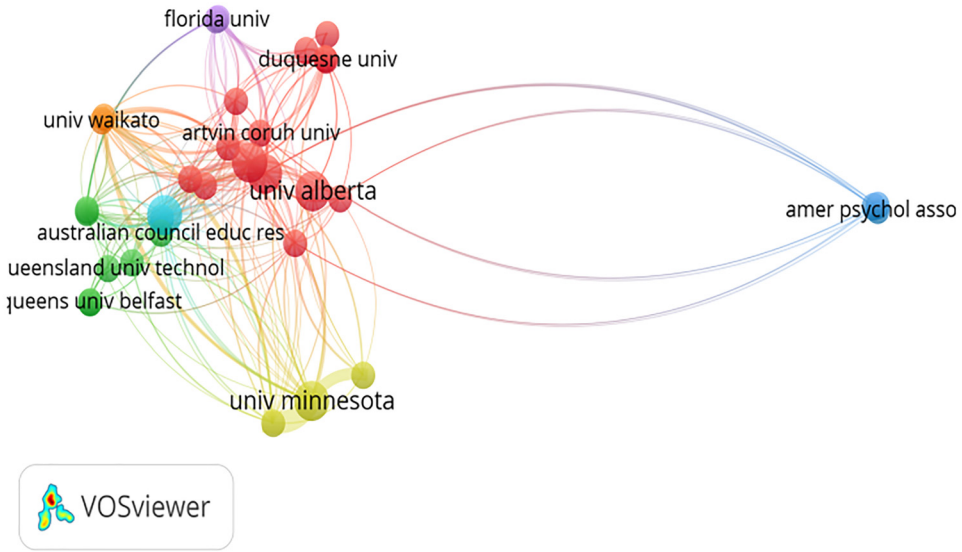 florida univ
duquesne univ
univ waikato
artvin coruh univ
univ alberta
amer psychol asso
australian council educ res
ueensland univ technol
queens univ belfast
univ minnesota
VOSviewer